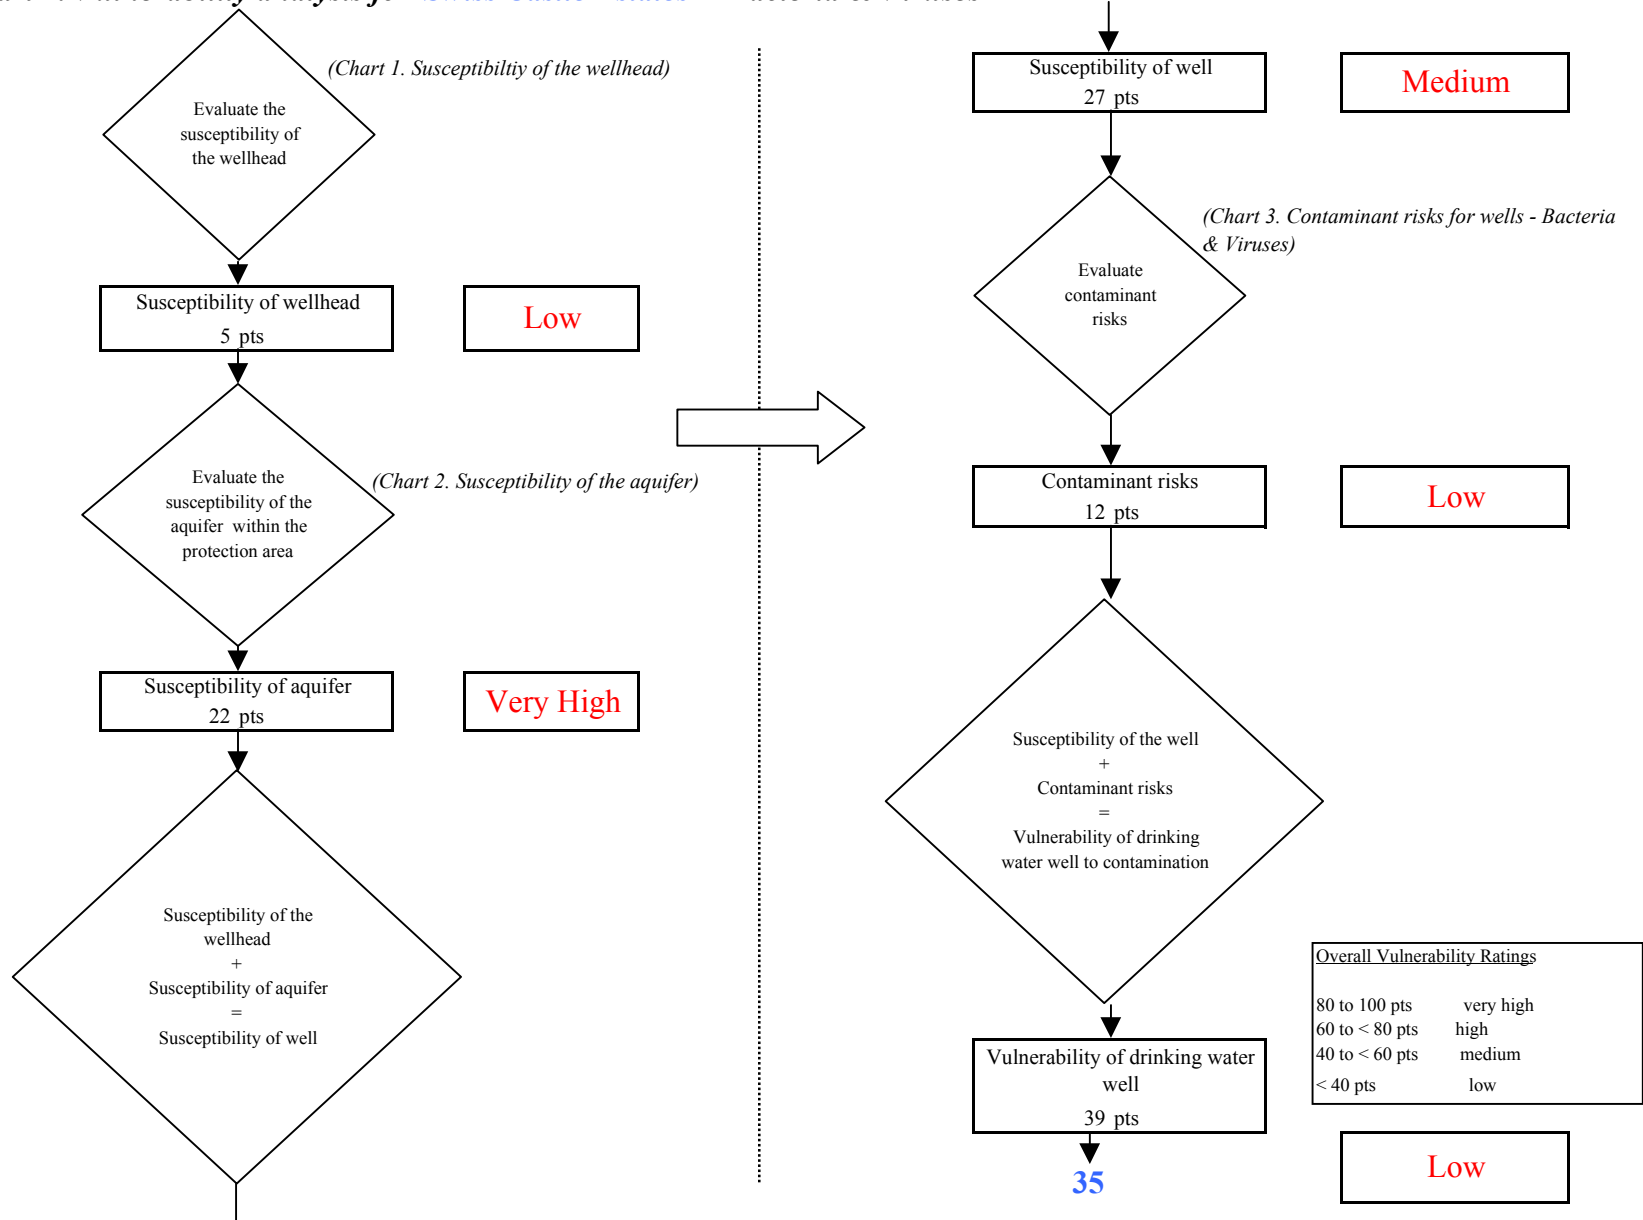 (Chart 1. Susceptibiltiy of the wellhead)
Evaluate the
susceptibility of
the wellhead
Susceptibility of wellhead
5 pts
Low
Evaluate the
susceptibility of the
aquifer within the
protection area
(Chart 2. Susceptibility of the aquifer)
Susceptibility of aquifer
22 pts
Very High
Susceptibility of the
wellhead
+
Susceptibility of aquifer
=
Susceptibility of well
Susceptibility of well
27 pts
Medium
(Chart 3. Contaminant risks for wells - Bacteria
& Viruses)
Evaluate
contaminant
risks
Contaminant risks
12 pts
Low
Susceptibility of the well
+
Contaminant risks
=
Vulnerability of drinking
water well to contamination
Vulnerability of drinking water
well
39 pts
35
Overall Vulnerability Ratings
80 to 100 pts very high
60 to < 80 pts high
40 to < 60 pts medium
< 40 pts low
Low